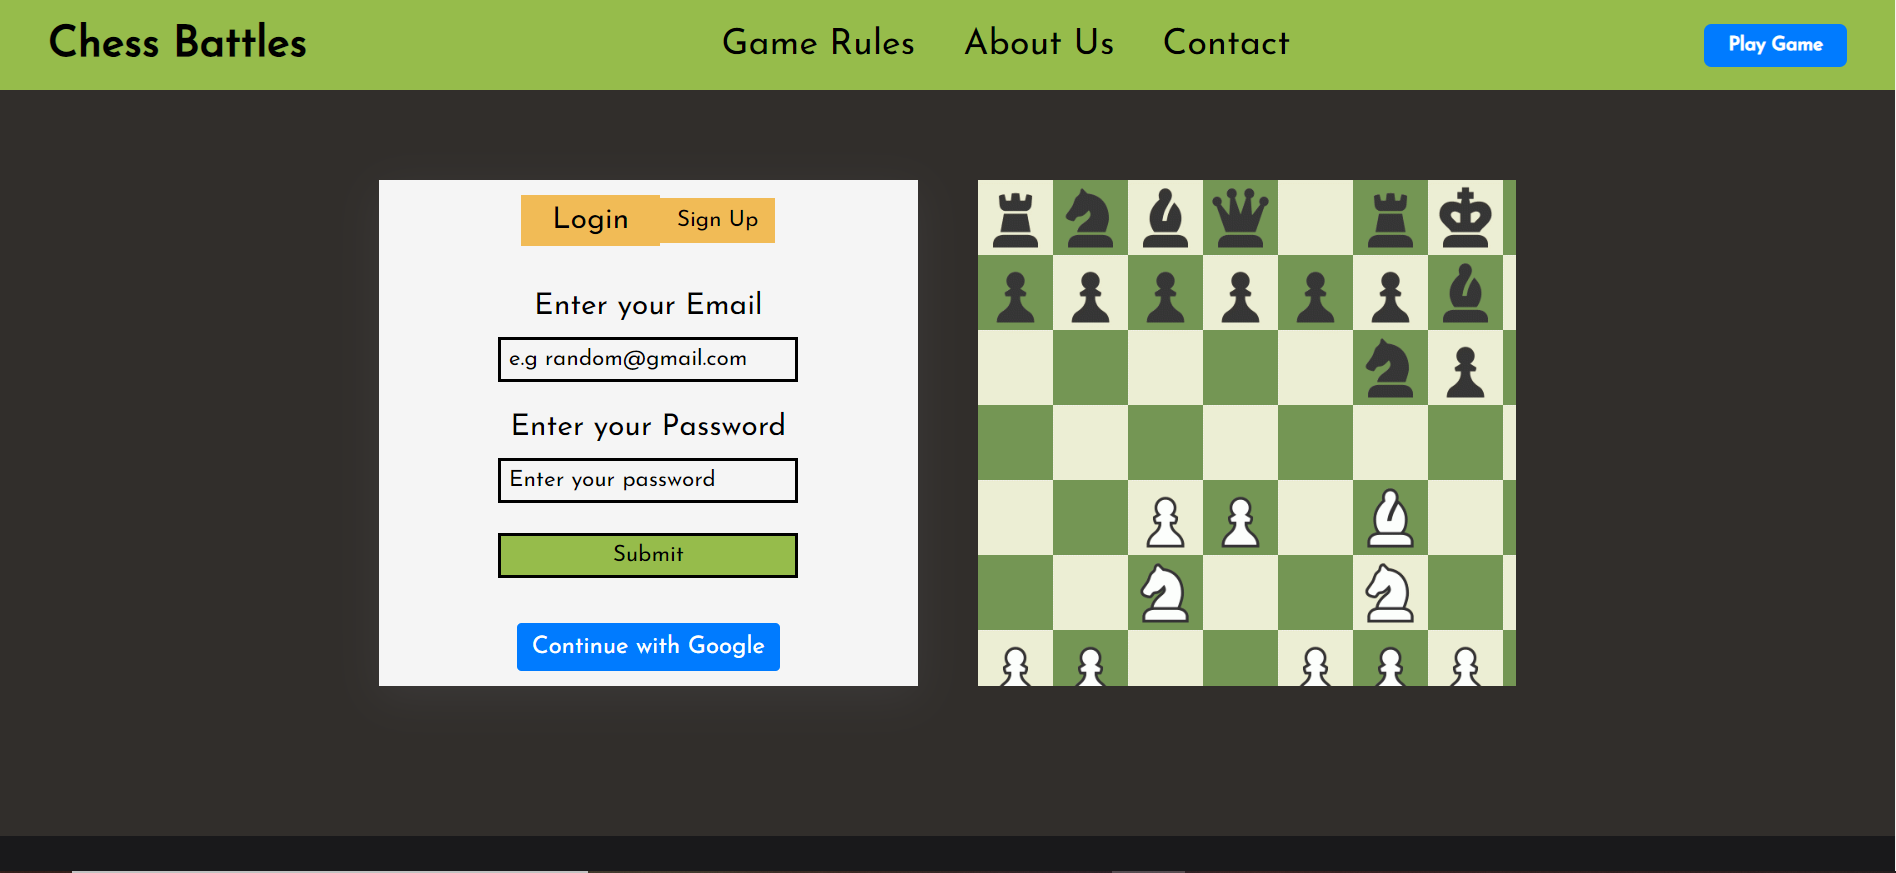 Chess Battles
Game Rules About Us Contact
Play Game
Login Sign Up
Enter your Email
e.g random@gmail.com
Enter your Password
Enter your password
Submit
Continue with Google